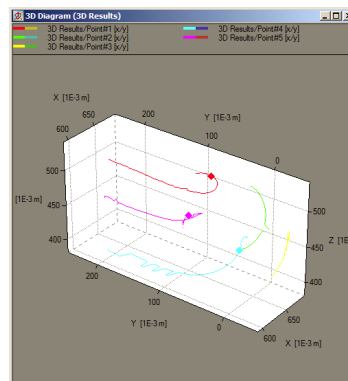 3D Diagram (3D Results)
3D Results/Point#1 [x/y] 3D Results/Point#4 [x/y]
3D Results/Point#2 [x/y] 3D Results/Point#5 [x/y]
3D Results/Point#3 [x/y]
X [1E-3 m] 200 Y [1E-3 m]
600 650 100
0
500 500
[1E-3 m] 450 Z [1E
450
400 400
200
100
Y [1E-3 m] 0 650
600 X [1E-3 m]